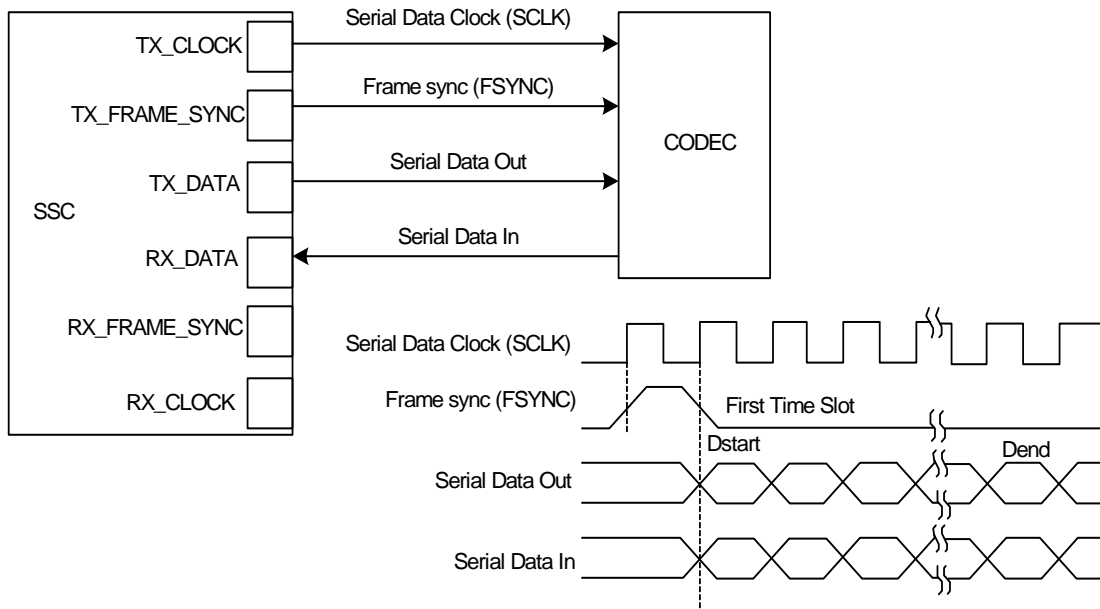 Serial Data Clock (SCLK)
TX_CLOCK
Frame sync (FSYNC)
TX_FRAME_SYNC
CODEC
Serial Data Out
TX_DATA
SSC
Serial Data In
RX_DATA
RX_FRAME_SYNC
Serial Data Clock (SCLK)
RX_CLOCK
Frame sync (FSYNC)
First Time Slot
Dstart
Dend
Serial Data Out
Serial Data In